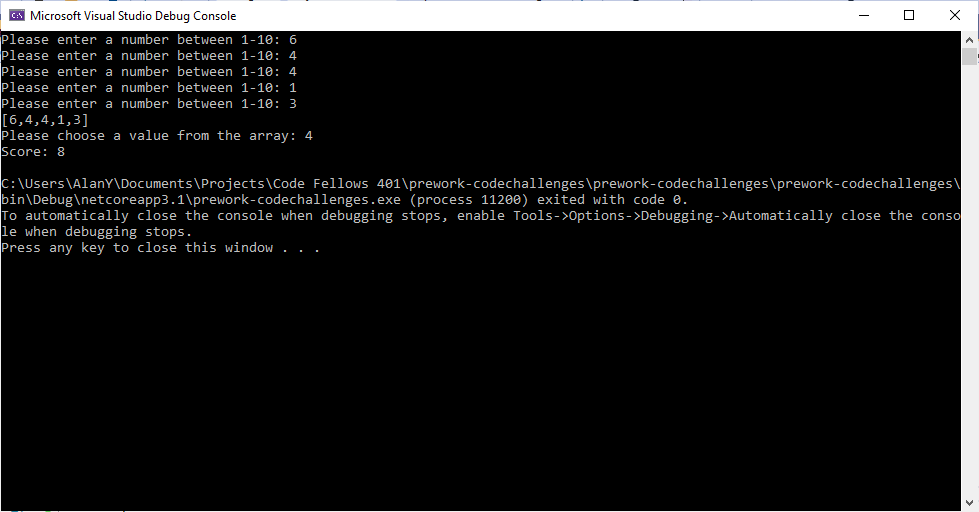 Microsoft Visual Studio Debug Console
Please enter a number between 1-10: 6
Please enter a number between 1-10: 4
Please enter a number between 1-10: 4
Please enter a number between 1-10: 1
Please enter a number between 1-10: 3
[6,4,4,1,3]
Please choose a value from the array: 4
Score: 8
C:\Users\AlanY\Documents\Projects\Code Fellows 401\prework-codechallenges\prework-codechallenges\prework-codechallenges\
bin\Debug\netcoreapp3.1\prework-codechallenges.exe (process 11200) exited with code 0.
To automatically close the console when debugging stops, enable Tools->Options->Debugging->Automatically close the conso
le when debugging stops.
Press any key to close this window . . .